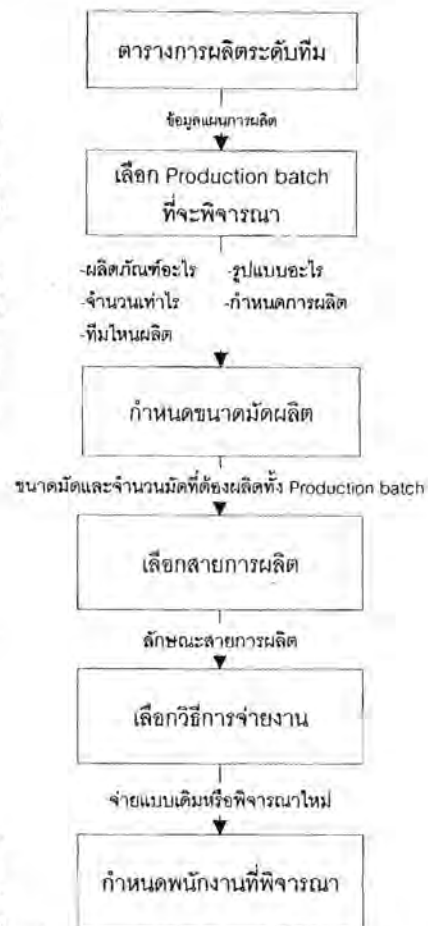 ตารางการผลิตระดับทีม
ข้อมูลแผนการผลิต
เลือก Production batch
ที่จะพิจารณา
-ผลิตภัณฑ์อะไร -รูปแบบอะไร
-จำนวนเท่าไร -กำหนดการผลิต
-ทีมไหนผลิต
กำหนดขนาดมัดผลิต
ขนาดมัดและจำนวนมัดที่ต้องผลิตทั้ง Production batch
เลือกสายการผลิต
ลักษณะสายการผลิต
เลือกวิธีการจ่ายงาน
จ่ายแบบเดิมหรือพิจารณาใหม่
กำหนดพนักงานที่พิจารณา